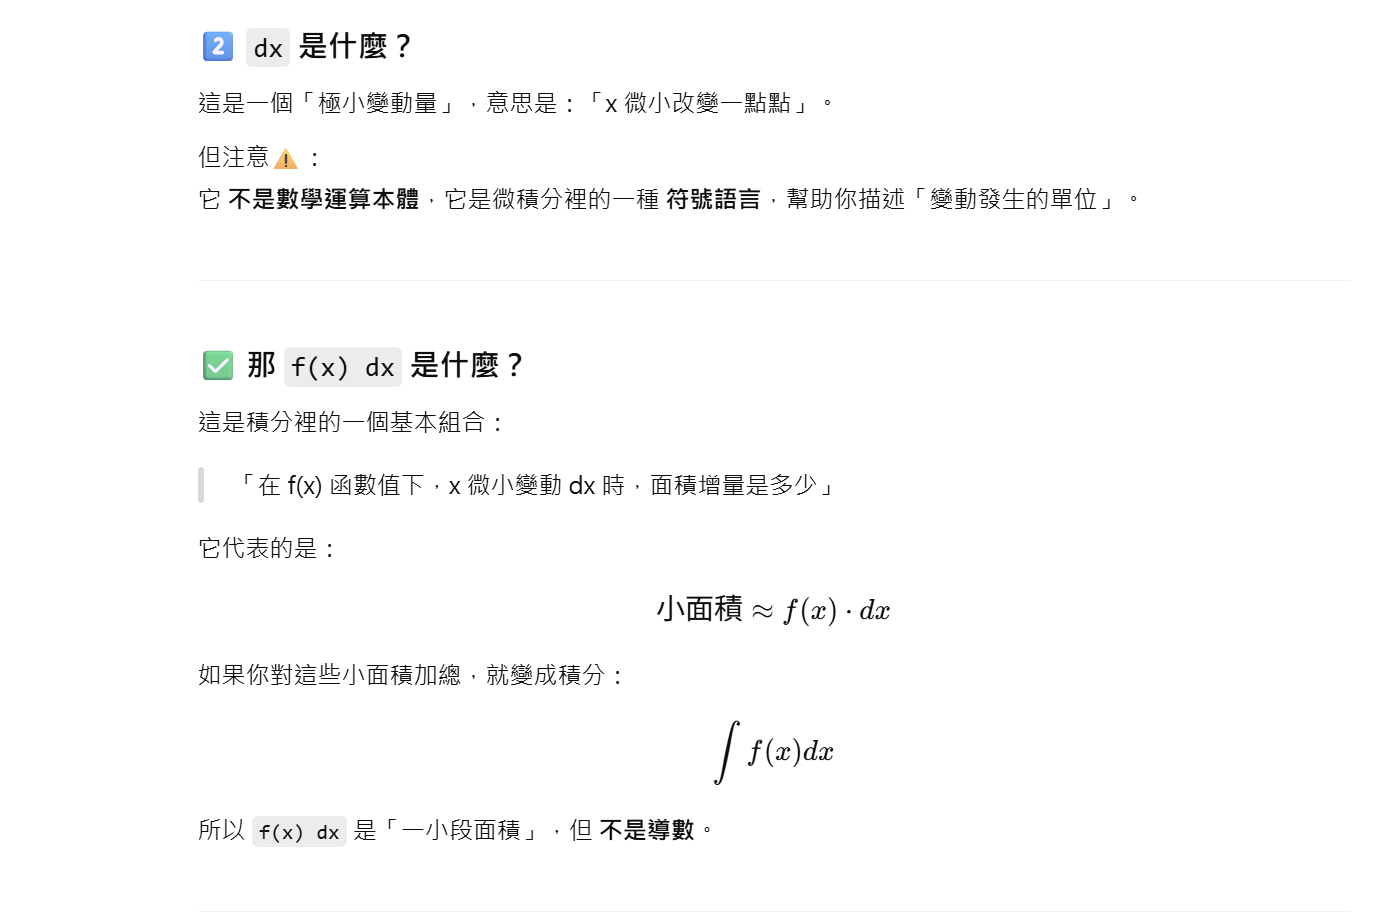 2️⃣ dx 是什麼？
這是一個「極小變動量」，意思是：「x 微小改變一點點」。
但注意⚠️：
它 不是數學運算本體，它是微積分裡的一種 符號語言，幫助你描述「變動發生的單位」。
✅ 那 f(x) dx 是什麼？
這是積分裡的一個基本組合：
「在 f(x) 函數值下，x 微小變動 dx 時，面積增量是多少」
它代表的是：
小面積 ≈ f(x) · dx
如果你對這些小面積加總，就變成積分：
∫ f(x)dx
所以 f(x) dx 是「一小段面積」，但 不是導數。